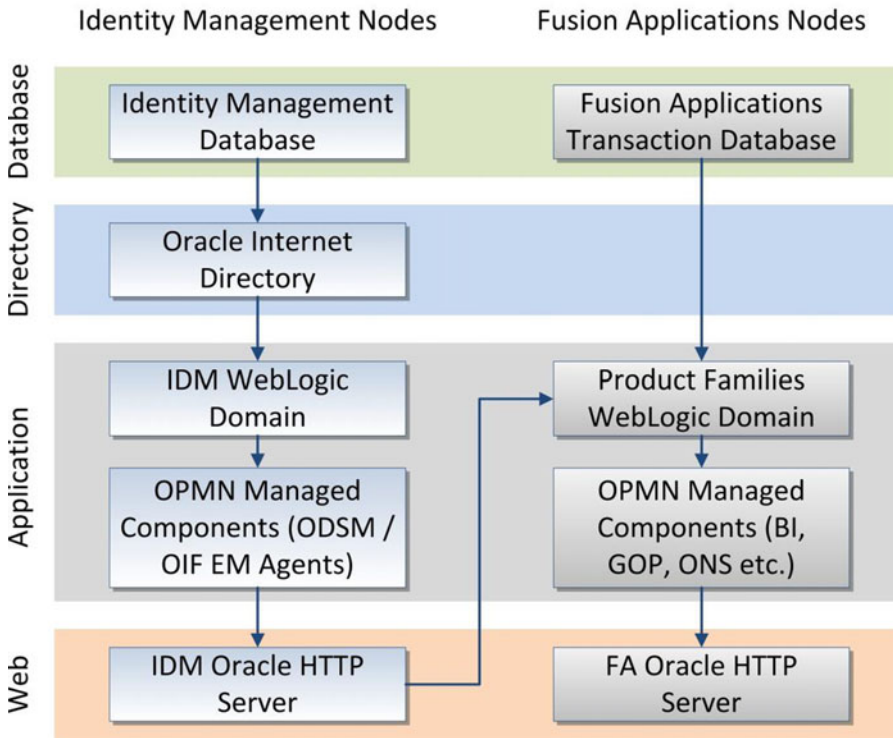 Identity Management Nodes
Fusion Applications Nodes
Database
Identity Management
Database
Fusion Applications
Transaction Database
Directory
Oracle Internet
Directory
Application
IDM WebLogic
Domain
Product Families
WebLogic Domain
OPMN Managed
Components (ODSM /
OIF EM Agents)
OPMN Managed
Components (BI,
GOP, ONS etc.)
Web
IDM Oracle HTTP
Server
FA Oracle HTTP
Server